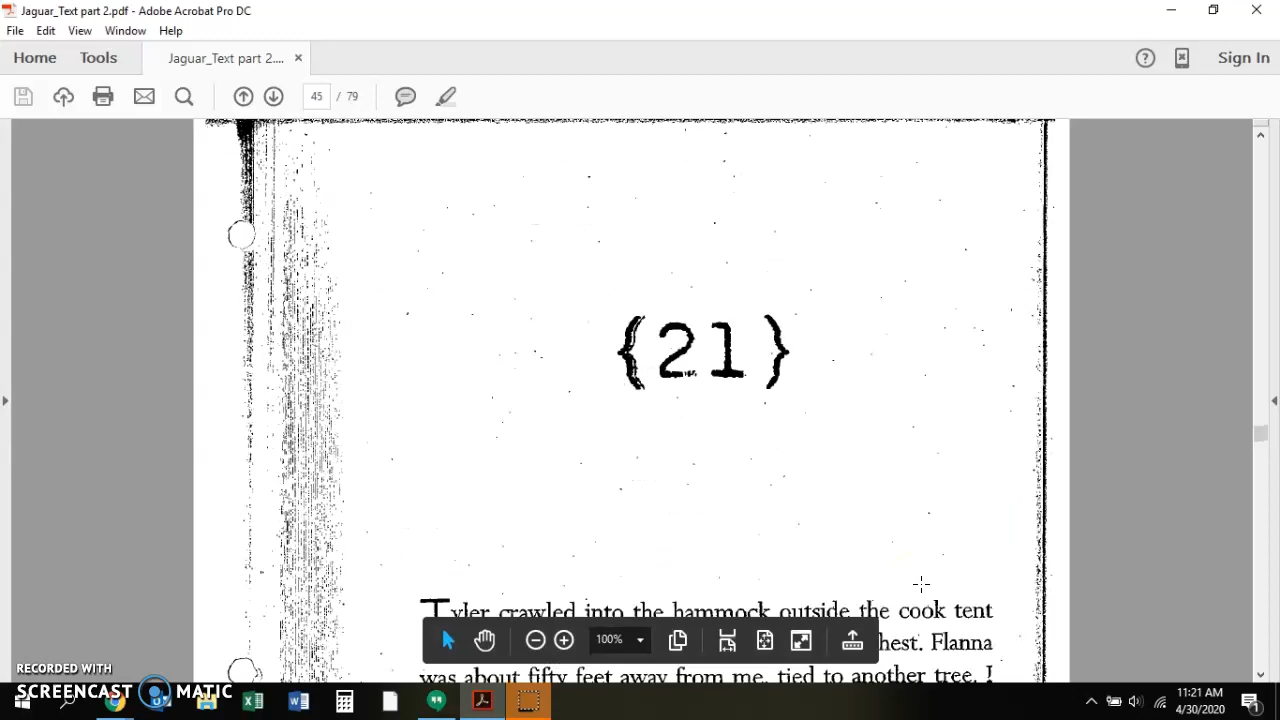 Jaguar_Text part 2.pdf - Adobe Acrobat Pro DC
File Edit View Window Help
Home Tools Jaguar_Text part 2.... × Sign In
45 / 79
{21}
Tyler crawled into the hammock outside the cook tent
hest. Flanna
was about fifty feet away from me, tied to another tree. I
100%
RECORDED WITH
SCREENCAST MATIC
11:21 AM
4/30/2020